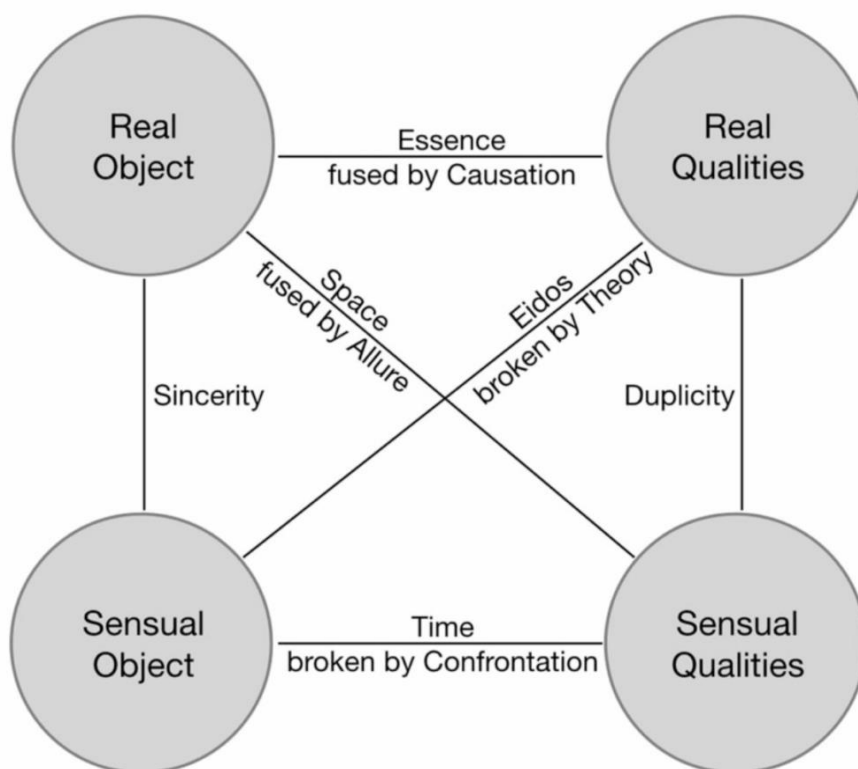 Real
Object
Essence
fused by Causation
Real
Qualities
Space
fused by Allure
Eidos
broken by Theory
Sincerity
Duplicity
Sensual
Object
Time
broken by Confrontation
Sensual
Qualities